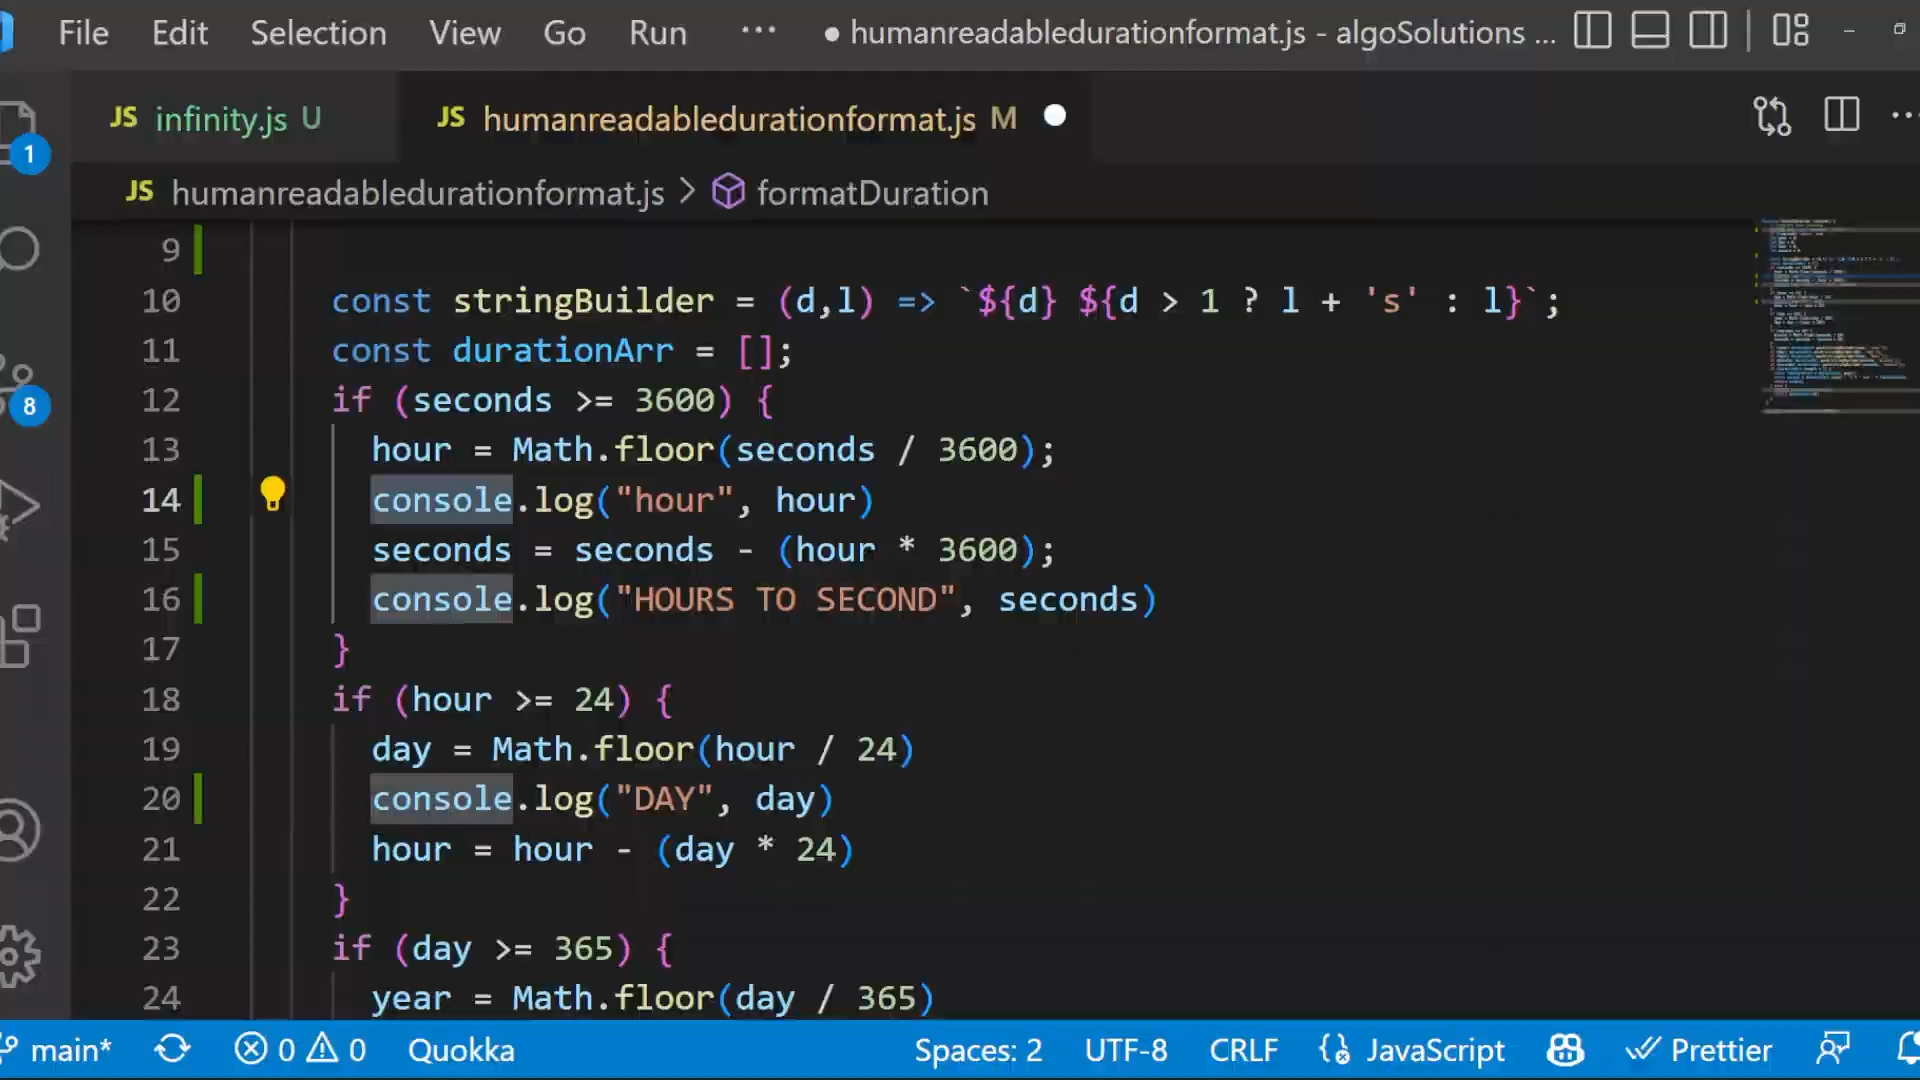 File Edit Selection View Go Run ··· ● humanreadabledurationformat.js - algoSolutions ...
JS infinity.js U JS humanreadabledurationformat.js M
1
JS humanreadabledurationformat.js > formatDuration
9
10 const stringBuilder = (d,l) => `${d} ${d > 1 ? l + 's' : l}`;
11 const durationArr = [];
12 if (seconds >= 3600) {
8
13 hour = Math.floor(seconds / 3600);
14 console.log("hour", hour)
15 seconds = seconds - (hour * 3600);
16 console.log("HOURS TO SECOND", seconds)
17 }
18 if (hour >= 24) {
19 day = Math.floor(hour / 24)
20 console.log("DAY", day)
21 hour = hour - (day * 24)
22 }
23 if (day >= 365) {
24 year = Math.floor(day / 365)
main* 0 0 Quokka Spaces: 2 UTF-8 CRLF JavaScript Prettier